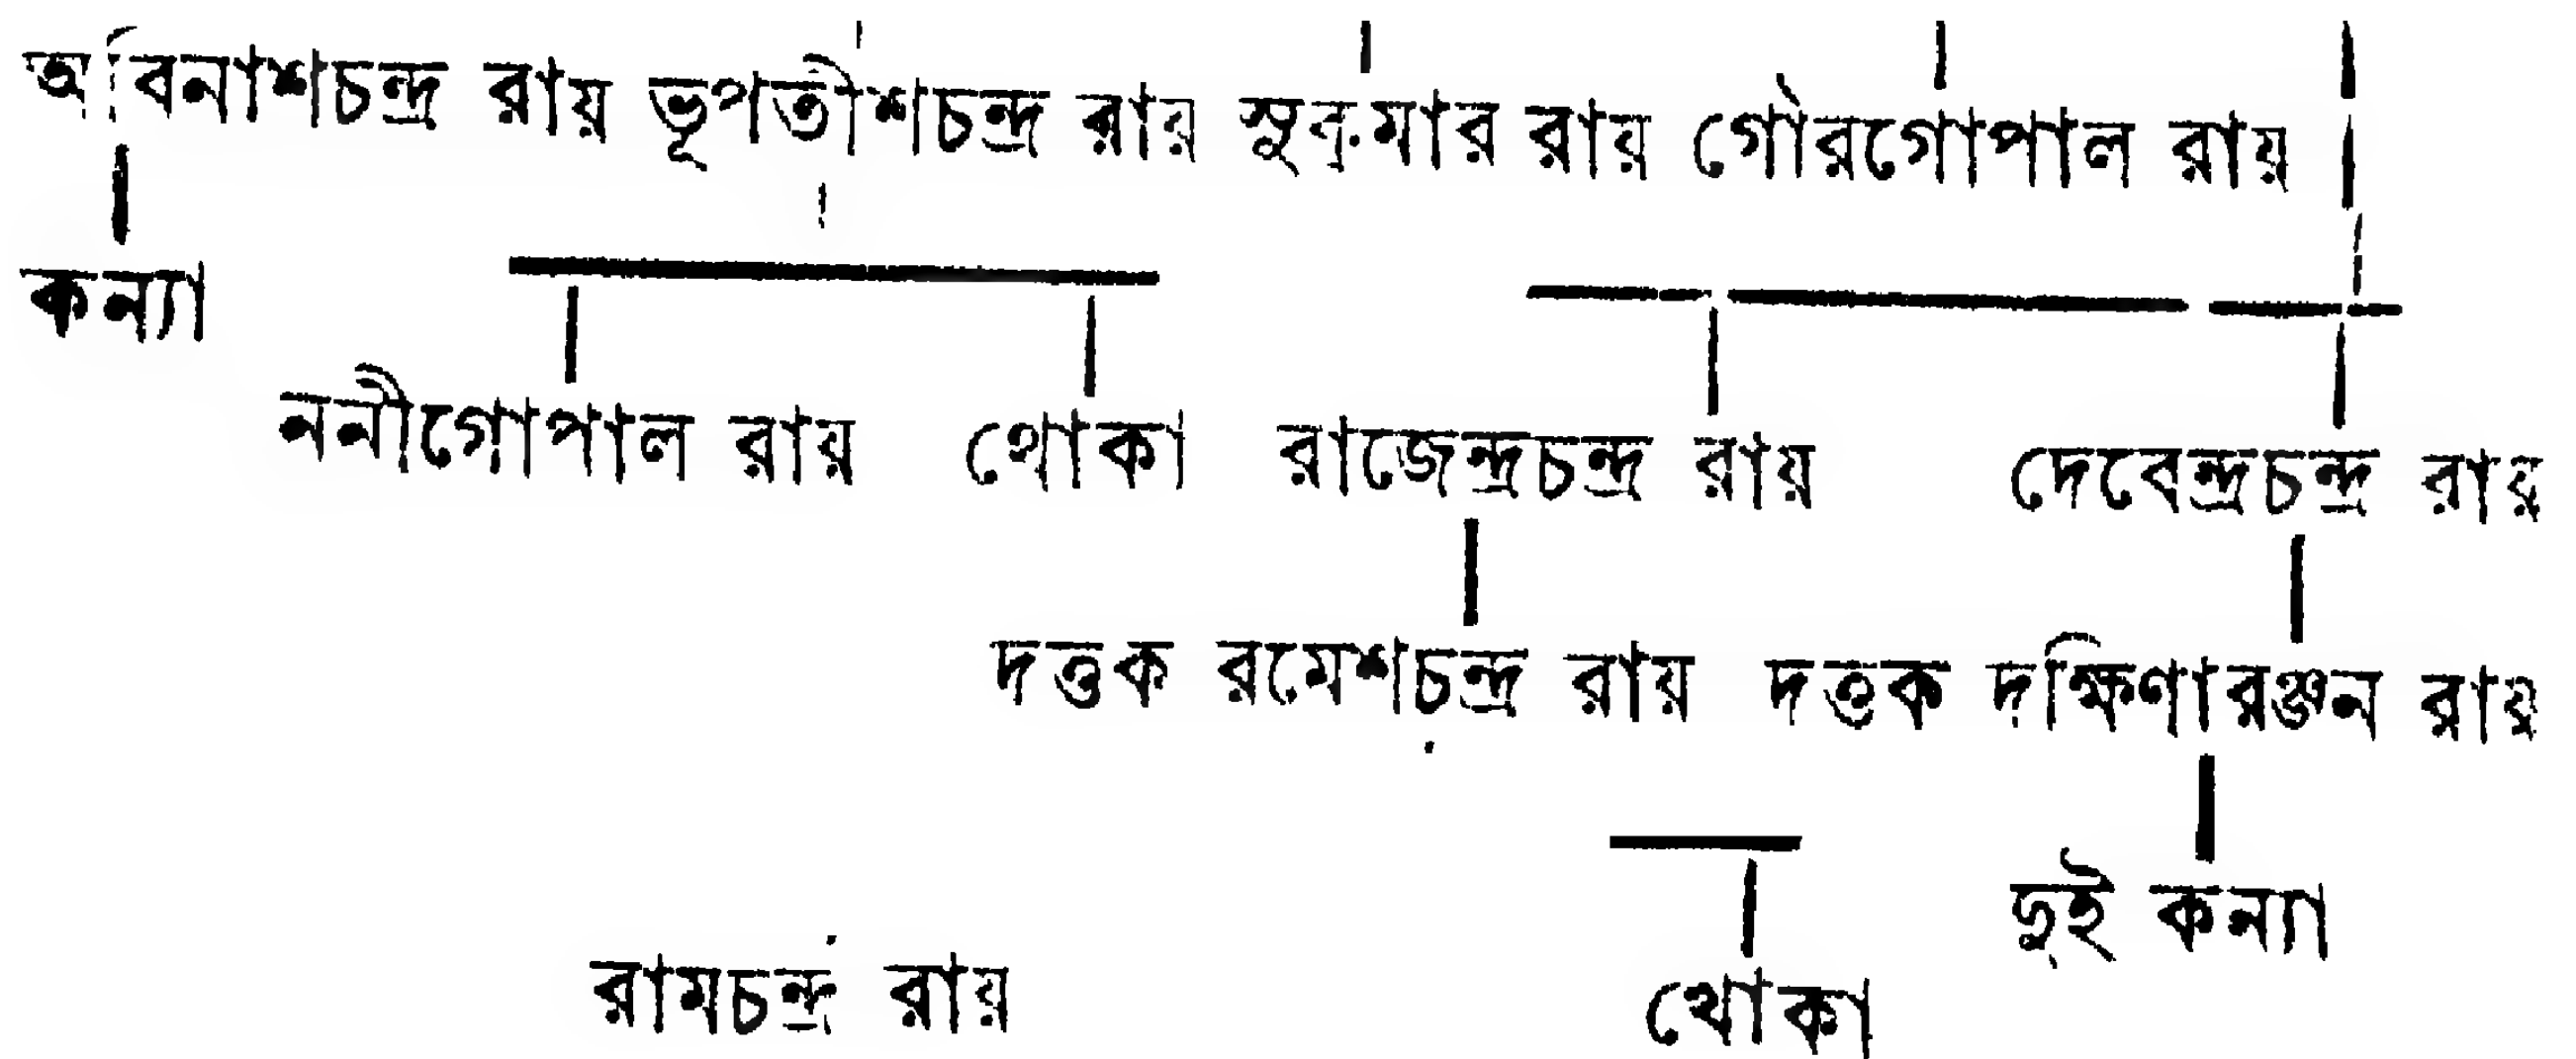 অবিনাশচন্দ্র রায় ভূপতীশচন্দ্র রায় সুকুমার রায় গৌরগোপাল রায়
কন্যা
ননীগোপাল রায় খোকা রাজেন্দ্রচন্দ্র রায় দেবেন্দ্রচন্দ্র রায়
দত্তক রমেশচন্দ্র রায় দত্তক দক্ষিণারঞ্জন রায়
দুই কন্যা
রামচন্দ্র রায় খোকা